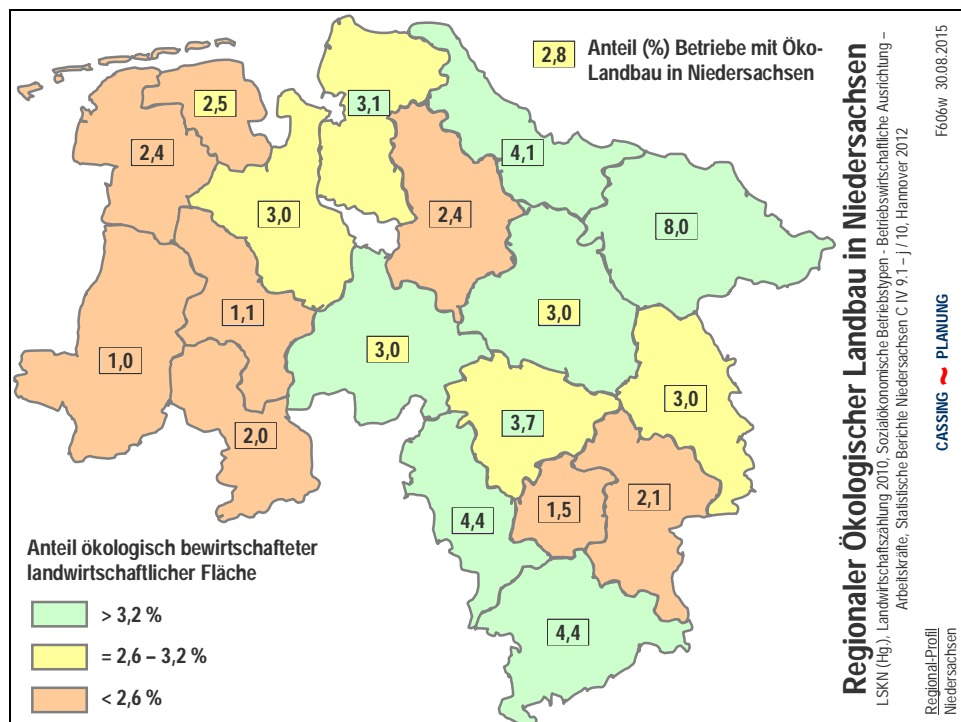 2,8
Anteil (%) Betriebe mit Öko-
Landbau in Niedersachsen
2,5
3,1
2,4
4,1
3,0
2,4
8,0
1,1
3,0
1,0
3,0
3,0
3,7
2,0
4,4
1,5
2,1
4,4
Anteil ökologisch bewirtschafteter
landwirtschaftlicher Fläche
> 3,2 %
= 2,6 – 3,2 %
< 2,6 %
Regionaler Ökologischer Landbau in Niedersachsen
LSKN (Hg.), Landwirtschaftszählung 2010, Sozialökonomische Betriebstypen - Betriebswirtschaftliche Ausrichtung –
Arbeitskräfte, Statistische Berichte Niedersachsen C IV 9.1 – j / 10, Hannover 2012
Regional-Profil
Niedersachsen
CASSING ~ PLANUNG
F606w 30.08.2015